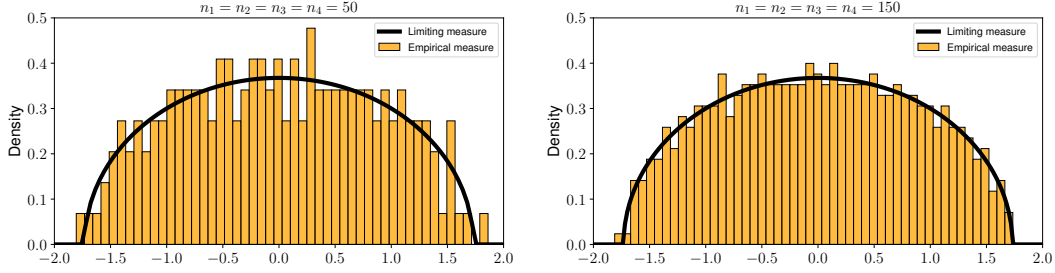 n₁ = n₂ = n₃ = n₄ = 50
Density
0.5
0.4
0.3
0.2
0.1
0.0
Limiting measure
Empirical measure
−2.0 −1.5 −1.0 −0.5 0.0 0.5 1.0 1.5 2.0
n₁ = n₂ = n₃ = n₄ = 150
Density
0.5
0.4
0.3
0.2
0.1
0.0
Limiting measure
Empirical measure
−2.0 −1.5 −1.0 −0.5 0.0 0.5 1.0 1.5 2.0